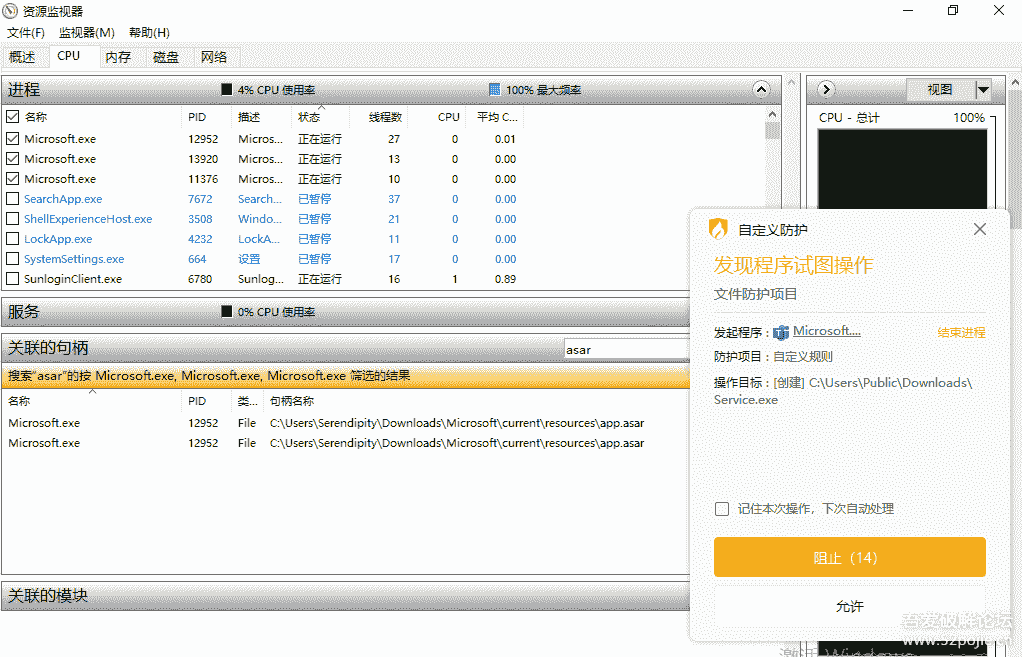 资源监视器
文件(F) 监视器(M) 帮助(H)
概述 CPU 内存 磁盘 网络
进程 4% CPU 使用率 100% 最大频率
名称 PID 描述 状态 线程数 CPU 平均 C...
Microsoft.exe 12952 Micros... 正在运行 27 0 0.01
Microsoft.exe 13920 Micros... 正在运行 13 0 0.00
Microsoft.exe 11376 Micros... 正在运行 10 0 0.00
SearchApp.exe 7672 Search... 已暂停 37 0 0.00
ShellExperienceHost.exe 3508 Windo... 已暂停 21 0 0.00
LockApp.exe 4232 LockA... 已暂停 11 0 0.00
SystemSettings.exe 664 设置 已暂停 17 0 0.00
SunloginClient.exe 6780 Sunlog... 正在运行 16 1 0.89
服务 0% CPU 使用率
关联的句柄 asar
搜索"asar"的按 Microsoft.exe, Microsoft.exe, Microsoft.exe 筛选的结果
名称 PID 类... 句柄名称
Microsoft.exe 12952 File C:\Users\Serendipity\Downloads\Microsoft\current\resources\app.asar
Microsoft.exe 12952 File C:\Users\Serendipity\Downloads\Microsoft\current\resources\app.asar
关联的模块
视图
CPU - 总计 100%
自定义防护
发现程序试图操作
文件防护项目
发起程序：Microsoft.... 结束进程
防护项目：自定义规则
操作目标：[创建] C:\Users\Public\Downloads\
Service.exe
记住本次操作，下次自动处理
阻止（14）
允许
吾爱破解论坛
www.52pojie.cn
激活 Windows